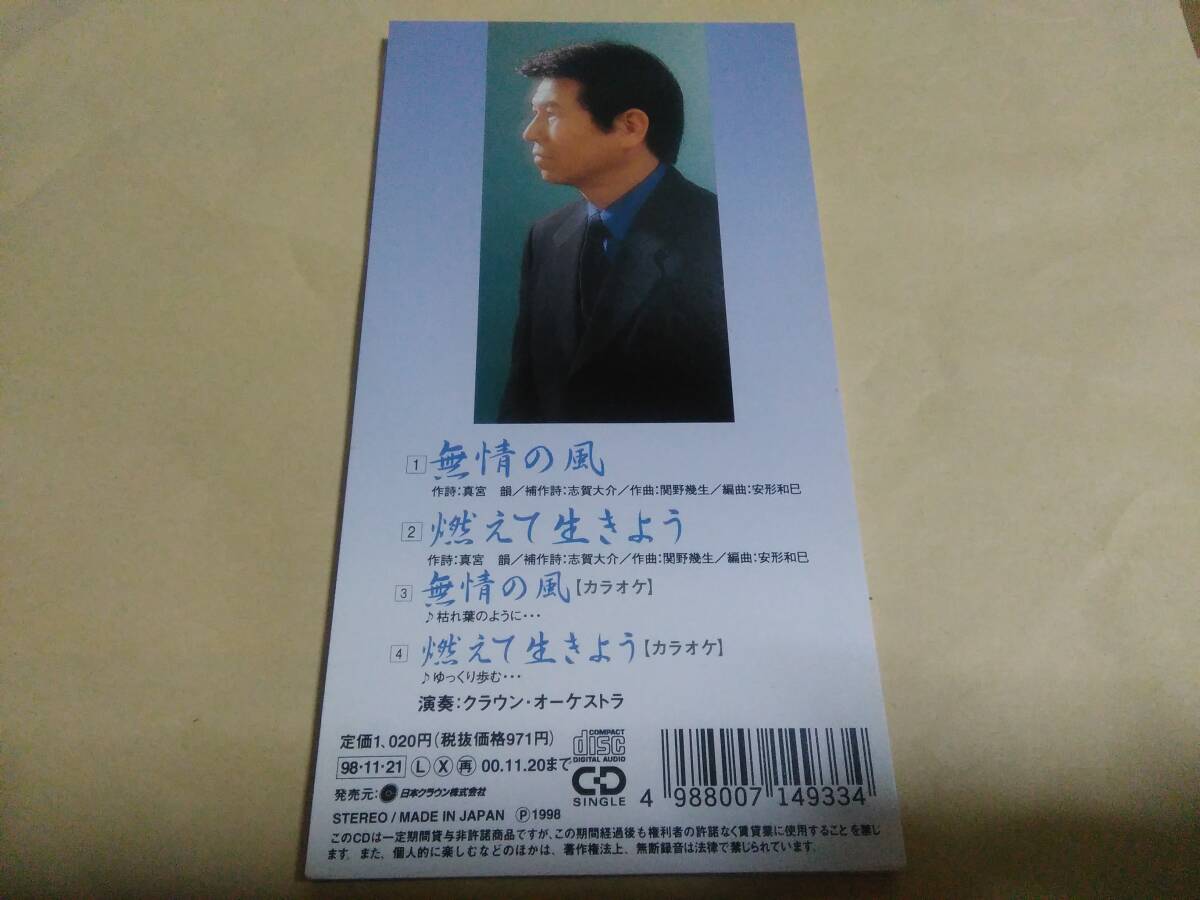 1 無情の風
作詩:真宮 韻/補作詩:志賀大介/作曲:関野幾生/編曲:安形和巳
2 燃えて生きよう
作詩:真宮 韻/補作詩:志賀大介/作曲:関野幾生/編曲:安形和巳
3 無情の風【カラオケ】
♪枯れ葉のように・・・
4 燃えて生きよう【カラオケ】
♪ゆっくり歩む・・・
演奏:クラウン・オーケストラ
定価1,020円(税抜価格971円)
98・11・21 L X 再 00.11.20まで
発売元: 日本クラウン株式会社
STEREO/MADE IN JAPAN Ⓟ1998
COMPACT
disc
DIGITAL AUDIO
CD
SINGLE
4 988007 149334
このCDは一定期間貸与非許諾商品ですが、この期間経過後も権利者の許諾なく賃貸業に使用することを禁じ
ます。また、個人的に楽しむなどのほかは、著作権法上、無断録音は法律で禁じられています。